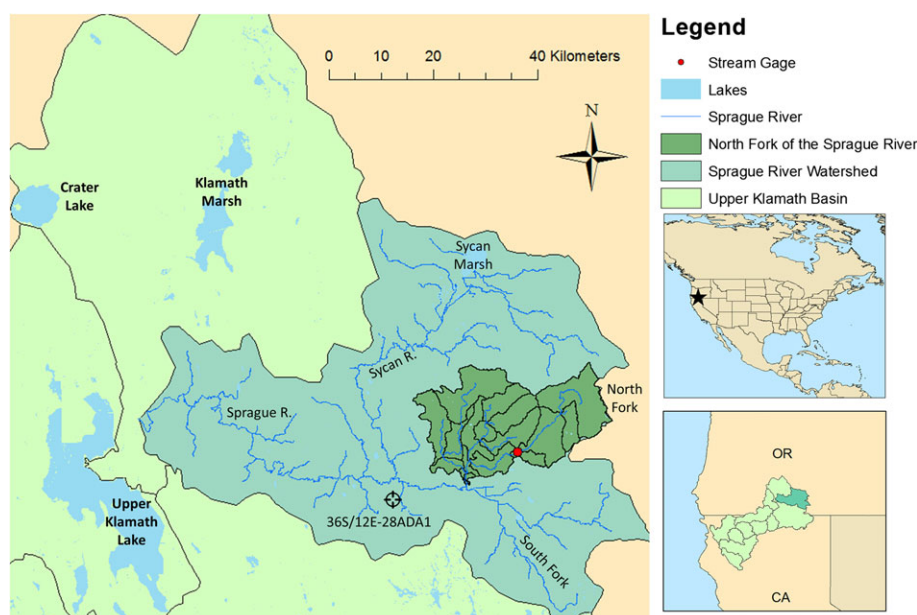 0
10
20
40 Kilometers
N
Crater
Lake
Klamath
Marsh
Sycan
Marsh
Sycan R.
North
Fork
Sprague R.
Upper
Klamath
Lake
36S/12E-28ADA1
South Fork
Legend
Stream Gage
Lakes
Sprague River
North Fork of the Sprague River
Sprague River Watershed
Upper Klamath Basin
OR
CA